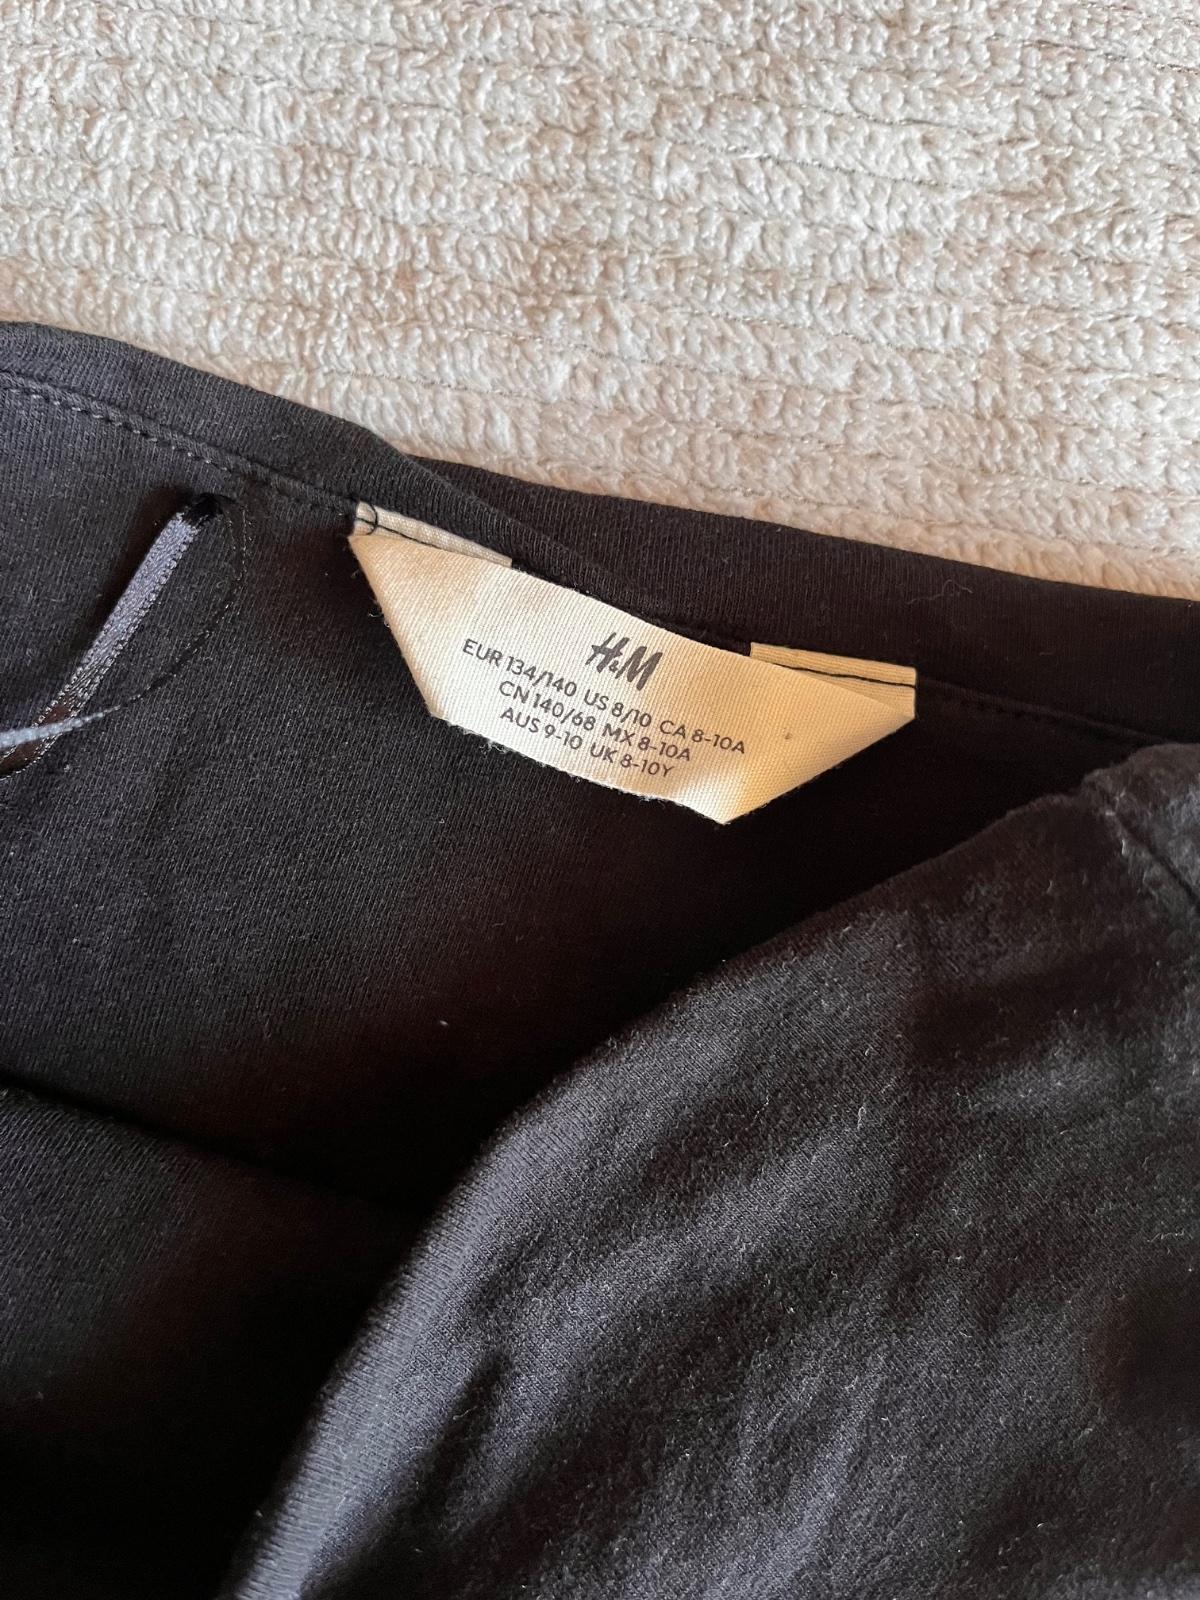 H&M
EUR 134/140 US 8/10 CA 8-10A
CN 140/68 MX 8-10A
AUS 9-10 UK 8-10Y